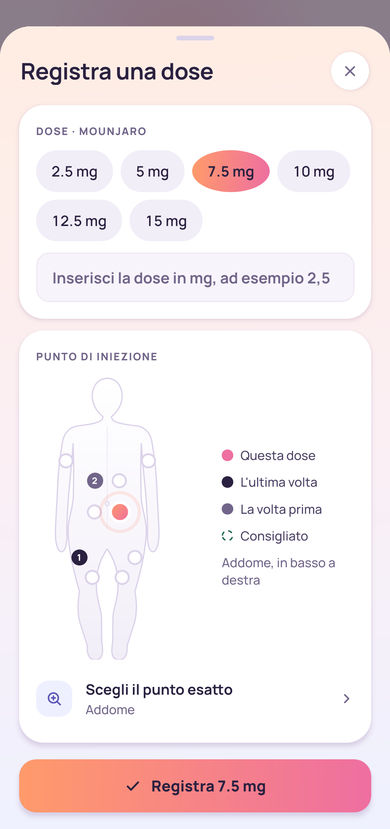 Registra una dose
DOSE · MOUNJARO
2.5 mg
5 mg
7.5 mg
10 mg
12.5 mg
15 mg
Inserisci la dose in mg, ad esempio 2,5
PUNTO DI INIEZIONE
2
1
Questa dose
L'ultima volta
La volta prima
Consigliato
Addome, in basso a
destra
Scegli il punto esatto
Addome
Registra 7.5 mg